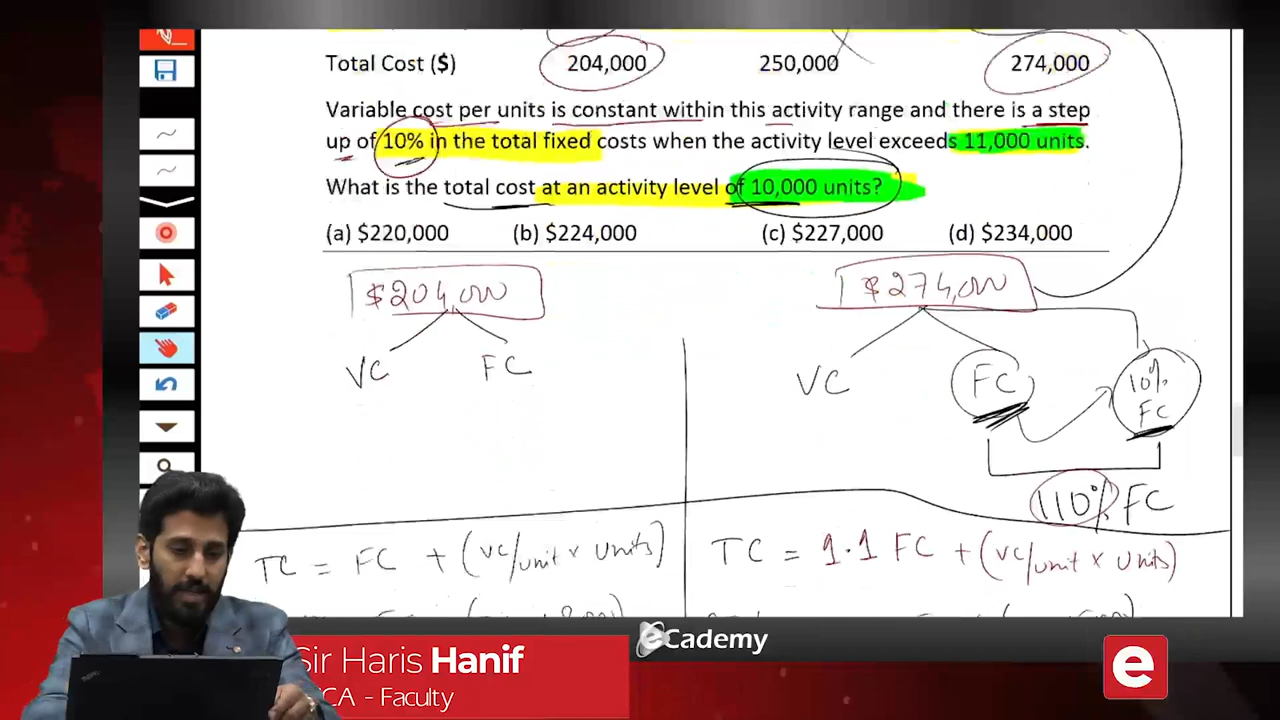 Total Cost ($) 204,000 250,000 274,000
Variable cost per units is constant within this activity range and there is a step
up of 10% in the total fixed costs when the activity level exceeds 11,000 units.
What is the total cost at an activity level of 10,000 units?
(a) $220,000 (b) $224,000 (c) $227,000 (d) $234,000
$204,000 $274,000
VC FC VC FC 10% FC
110% FC
TC = FC + (VC/unit x units) TC = 1.1 FC + (VC/unit x units)
eCademy
Sir Haris Hanif
CA - Faculty
e